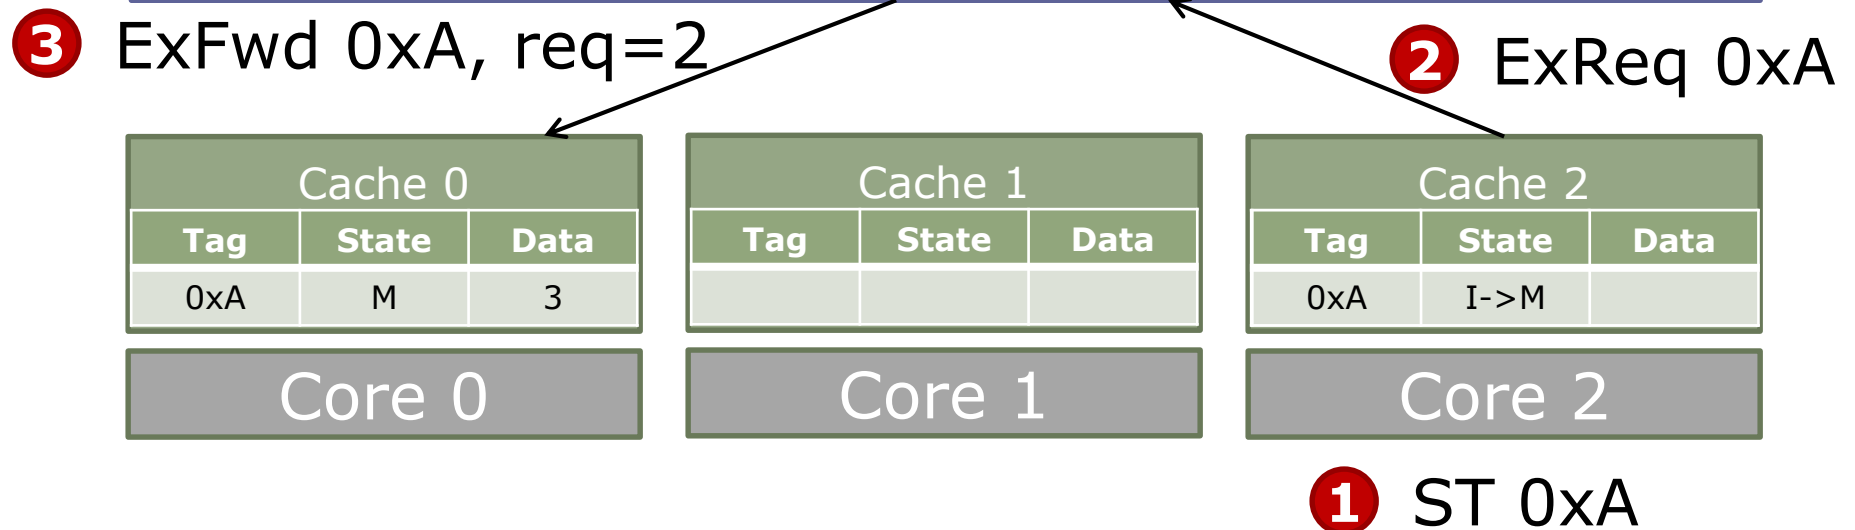 3 ExFwd 0xA, req=2
2 ExReq 0xA
Cache 0
Tag State Data
0xA M 3
Core 0
Cache 1
Tag State Data
Core 1
Cache 2
Tag State Data
0xA I->M
Core 2
1 ST 0xA